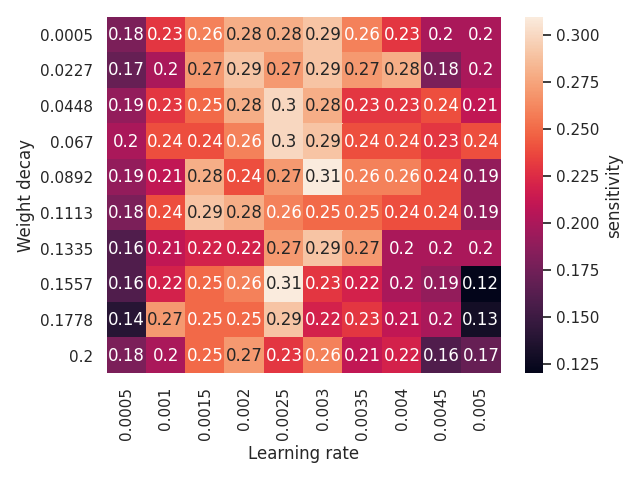 0.0005 0.18 0.23 0.26 0.28 0.28 0.29 0.26 0.23 0.2 0.2
0.0227 0.17 0.2 0.27 0.29 0.27 0.29 0.27 0.28 0.18 0.2
0.0448 0.19 0.23 0.25 0.28 0.3 0.28 0.23 0.23 0.24 0.21
0.067 0.2 0.24 0.24 0.26 0.3 0.29 0.24 0.24 0.23 0.24
0.0892 0.19 0.21 0.28 0.24 0.27 0.31 0.26 0.26 0.24 0.19
0.1113 0.18 0.24 0.29 0.28 0.26 0.25 0.25 0.24 0.24 0.19
0.1335 0.16 0.21 0.22 0.22 0.27 0.29 0.27 0.2 0.2 0.2
0.1557 0.16 0.22 0.25 0.26 0.31 0.23 0.22 0.2 0.19 0.12
0.1778 0.14 0.27 0.25 0.25 0.29 0.22 0.23 0.21 0.2 0.13
0.2 0.18 0.2 0.25 0.27 0.23 0.26 0.21 0.22 0.16 0.17
Weight decay
0.0005 0.001 0.0015 0.002 0.0025 0.003 0.0035 0.004 0.0045 0.005
Learning rate
0.300
0.275
0.250
0.225
0.200
0.175
0.150
0.125
sensitivity